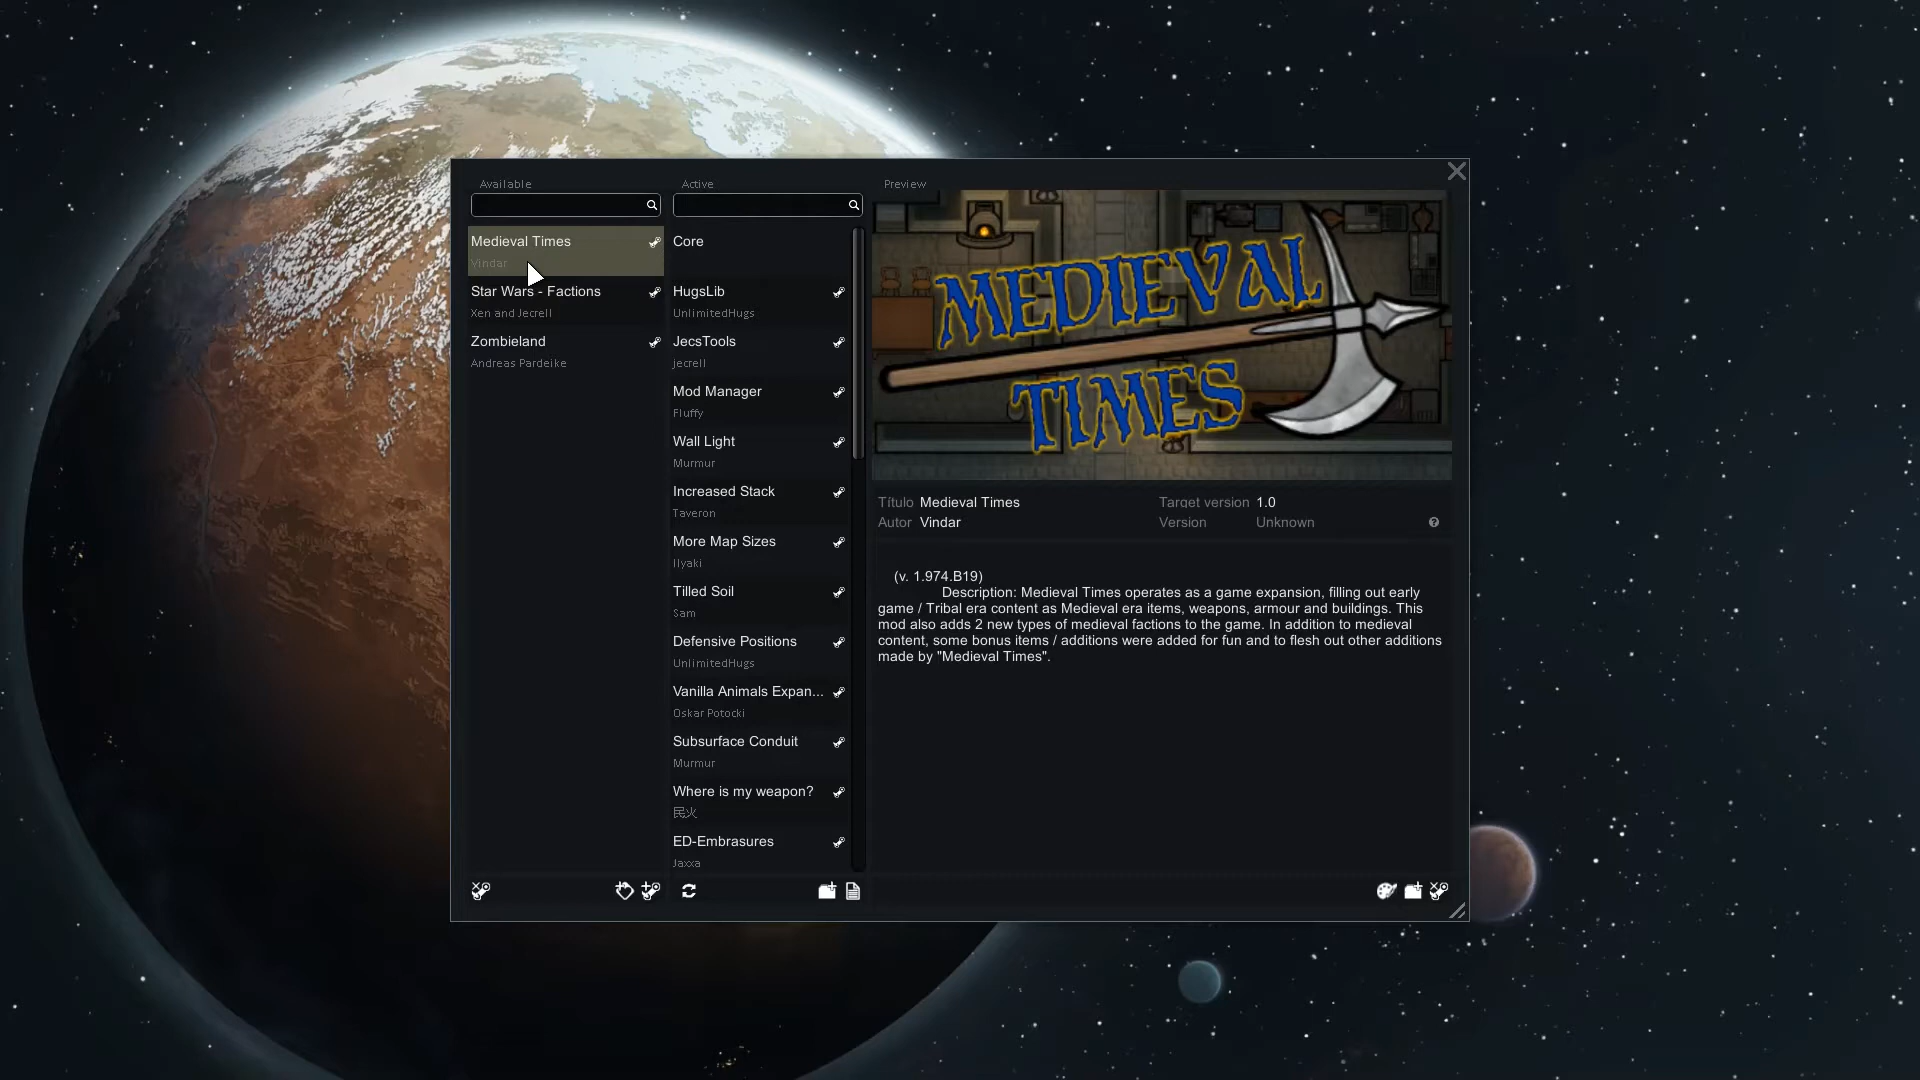 Available
Active
Preview
Medieval Times
Vindar
Star Wars - Factions
Xen and Jecrell
Zombieland
Andreas Pardeike
Core
HugsLib
UnlimitedHugs
JecsTools
jecrell
Mod Manager
Fluffy
Wall Light
Murmur
Increased Stack
Taveron
More Map Sizes
Ilyaki
Tilled Soil
Sam
Defensive Positions
UnlimitedHugs
Vanilla Animals Expan...
Oskar Potocki
Subsurface Conduit
Murmur
Where is my weapon?
民火
ED-Embrasures
Jaxxa
MEDIEVAL
TIMES
Título Medieval Times
Target version 1.0
Autor Vindar
Version Unknown
(v. 1.974.B19)
Description: Medieval Times operates as a game expansion, filling out early
game / Tribal era content as Medieval era items, weapons, armour and buildings. This
mod also adds 2 new types of medieval factions to the game. In addition to medieval
content, some bonus items / additions were added for fun and to flesh out other additions
made by "Medieval Times".